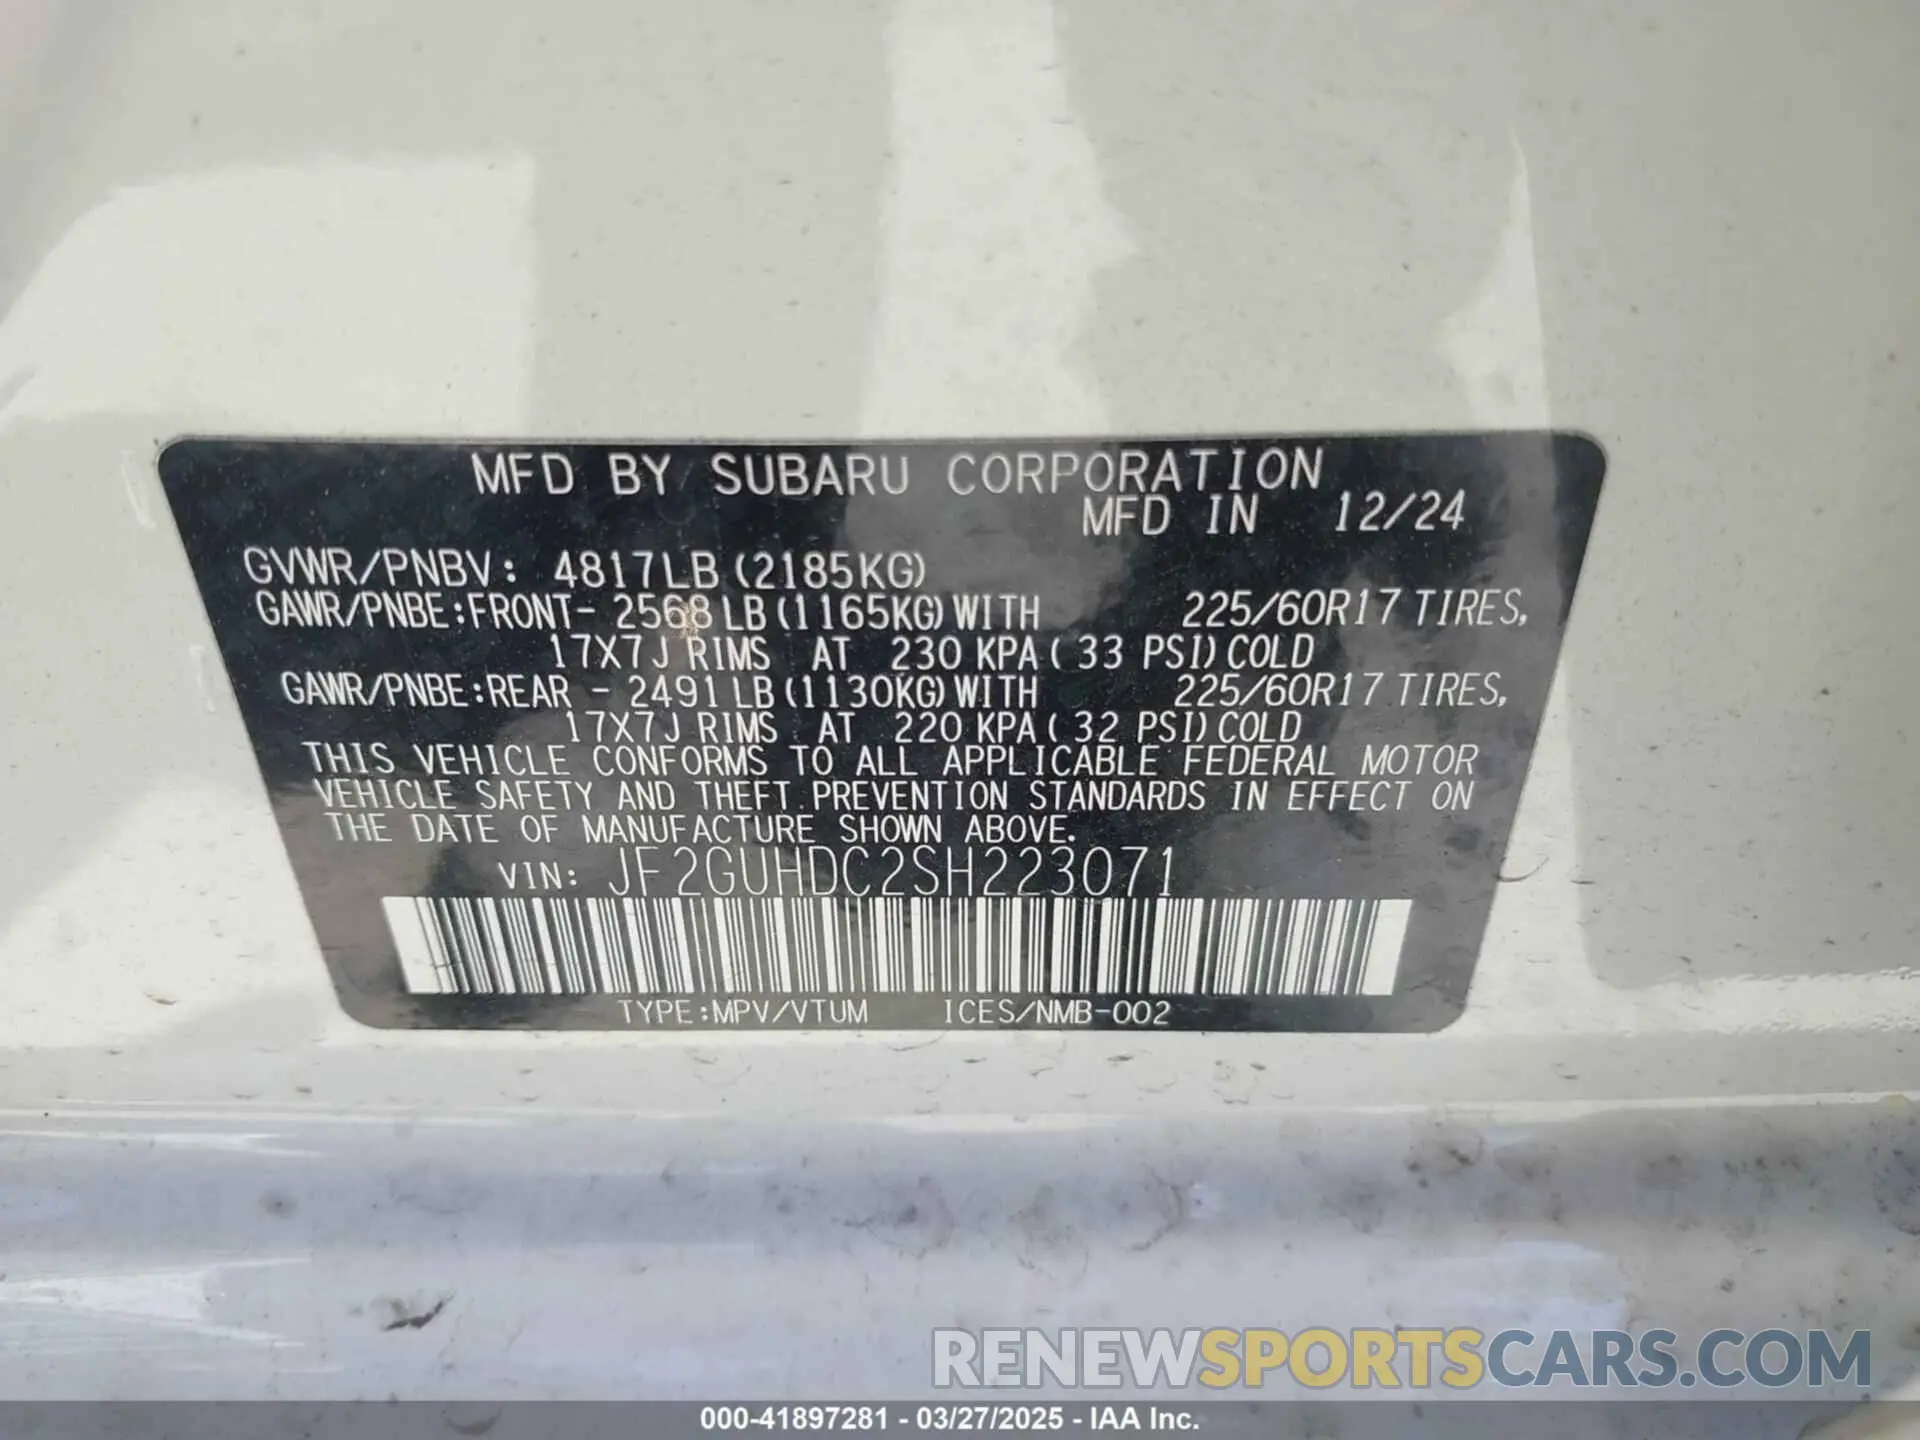 MFD BY SUBARU CORPORATION
MFD IN 12/24
GVWR/PNBV: 4817LB (2185KG)
GAWR/PNBE:FRONT- 2568LB(1165KG)WITH 225/60R17 TIRES,
17X7J RIMS AT 230 KPA( 33 PSI)COLD
GAWR/PNBE:REAR - 2491LB(1130KG)WITH 225/60R17 TIRES,
17X7J RIMS AT 220 KPA( 32 PSI)COLD
THIS VEHICLE CONFORMS TO ALL APPLICABLE FEDERAL MOTOR
VEHICLE SAFETY AND THEFT PREVENTION STANDARDS IN EFFECT ON
THE DATE OF MANUFACTURE SHOWN ABOVE.
VIN: JF2GUHDC2SH223071
TYPE:MPV/VTUM ICES/NMB-002
RENEWSPORTSCARS.COM
000-41897281 - 03/27/2025 - IAA Inc.